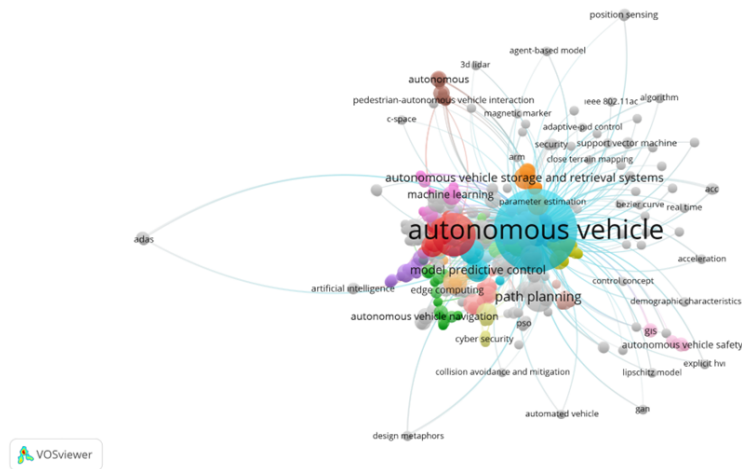 position sensing
agent-based model
3d lidar
autonomous
pedestrian-autonomous vehicle interaction
ieee 802.11ac
algorithm
c-space
magnetic marker
adaptive-pid control
security
support vector machine
arm
close terrain mapping
autonomous vehicle storage and retrieval systems
machine learning
parameter estimation
acc
bezier curve
real time
autonomous vehicle
adas
acceleration
model predictive control
control concept
artificial intelligence
edge computing
path planning
demographic characteristics
autonomous vehicle navigation
pso
gis
cyber security
autonomous vehicle safety
explicit hvi
collision avoidance and mitigation
lipschitz model
gan
automated vehicle
design metaphors
VOSviewer